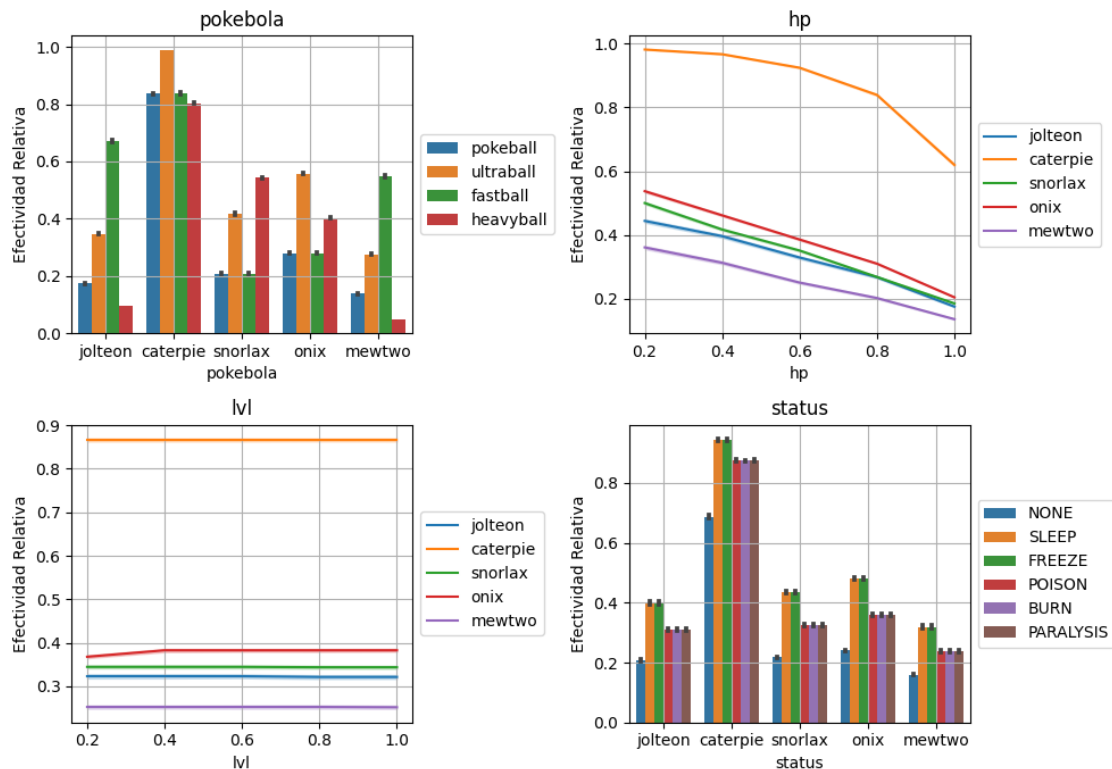 pokebola
Efectividad Relativa
1.0
0.8
0.6
0.4
0.2
0.0
jolteon caterpie snorlax onix mewtwo
pokebola
pokeball
ultraball
fastball
heavyball
hp
Efectividad Relativa
1.0
0.8
0.6
0.4
0.2
0.2 0.4 0.6 0.8 1.0
hp
jolteon
caterpie
snorlax
onix
mewtwo
lvl
Efectividad Relativa
0.9
0.8
0.7
0.6
0.5
0.4
0.3
0.2 0.4 0.6 0.8 1.0
lvl
jolteon
caterpie
snorlax
onix
mewtwo
status
Efectividad Relativa
0.8
0.6
0.4
0.2
0.0
jolteon caterpie snorlax onix mewtwo
status
NONE
SLEEP
FREEZE
POISON
BURN
PARALYSIS